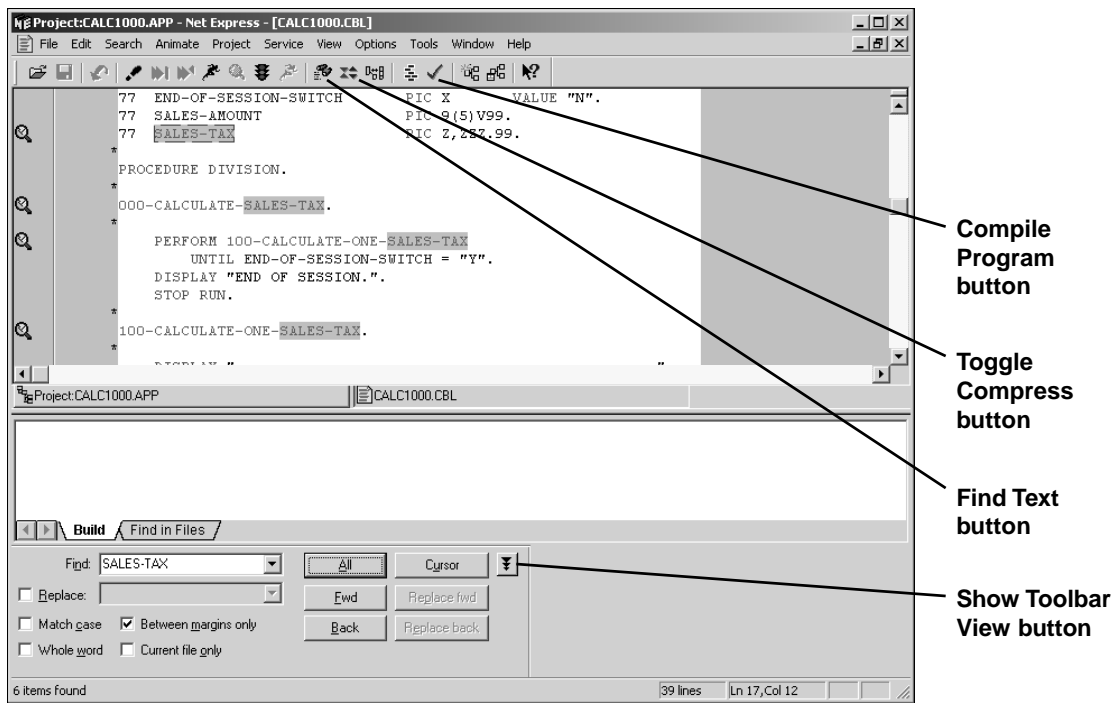 Project:CALC1000.APP - Net Express - [CALC1000.CBL]
File Edit Search Animate Project Service View Options Tools Window Help
77 END-OF-SESSION-SWITCH PIC X VALUE "N".
77 SALES-AMOUNT PIC 9(5)V99.
77 SALES-TAX PIC Z,ZZZ.99.
*
PROCEDURE DIVISION.
*
000-CALCULATE-SALES-TAX.
*
PERFORM 100-CALCULATE-ONE-SALES-TAX
UNTIL END-OF-SESSION-SWITCH = "Y".
DISPLAY "END OF SESSION.".
STOP RUN.
*
100-CALCULATE-ONE-SALES-TAX.
*
Project:CALC1000.APP CALC1000.CBL
Build Find in Files
Find: SALES-TAX All Cursor
Replace: Fwd Replace fwd
Match case Between margins only Back Replace back
Whole word Current file only
6 items found 39 lines Ln 17,Col 12
Compile
Program
button
Toggle
Compress
button
Find Text
button
Show Toolbar
View button